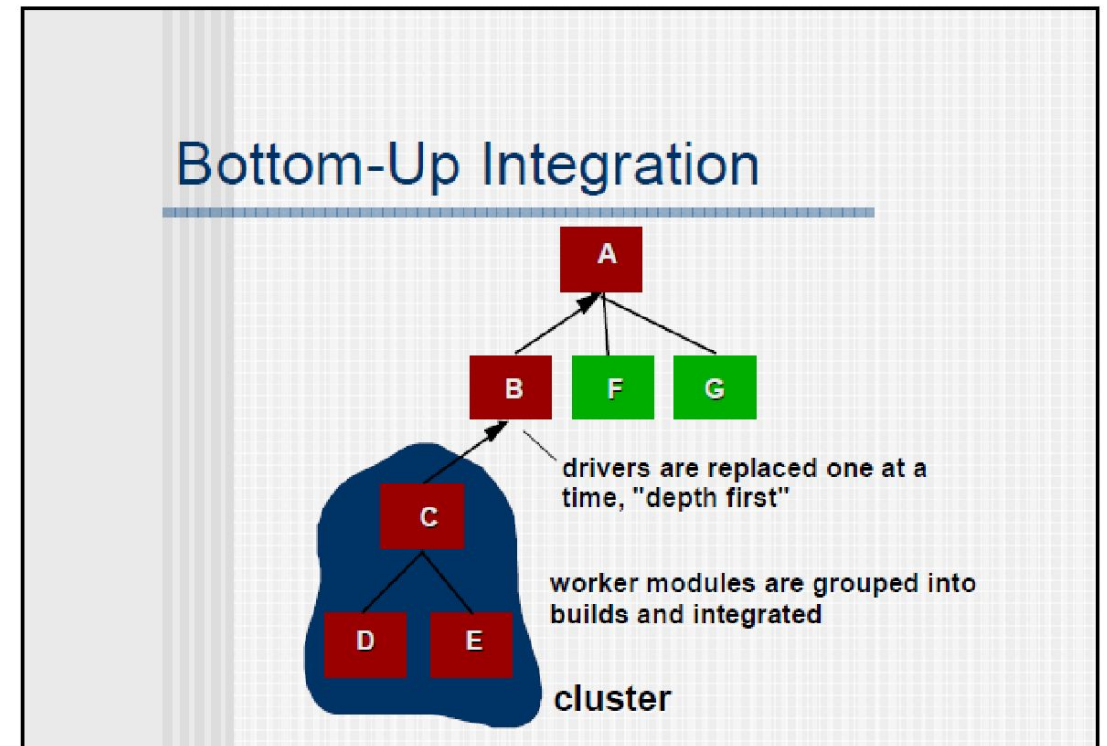 Bottom-Up Integration
A
B
F
G
drivers are replaced one at a
time, "depth first"
C
worker modules are grouped into
builds and integrated
D
E
cluster